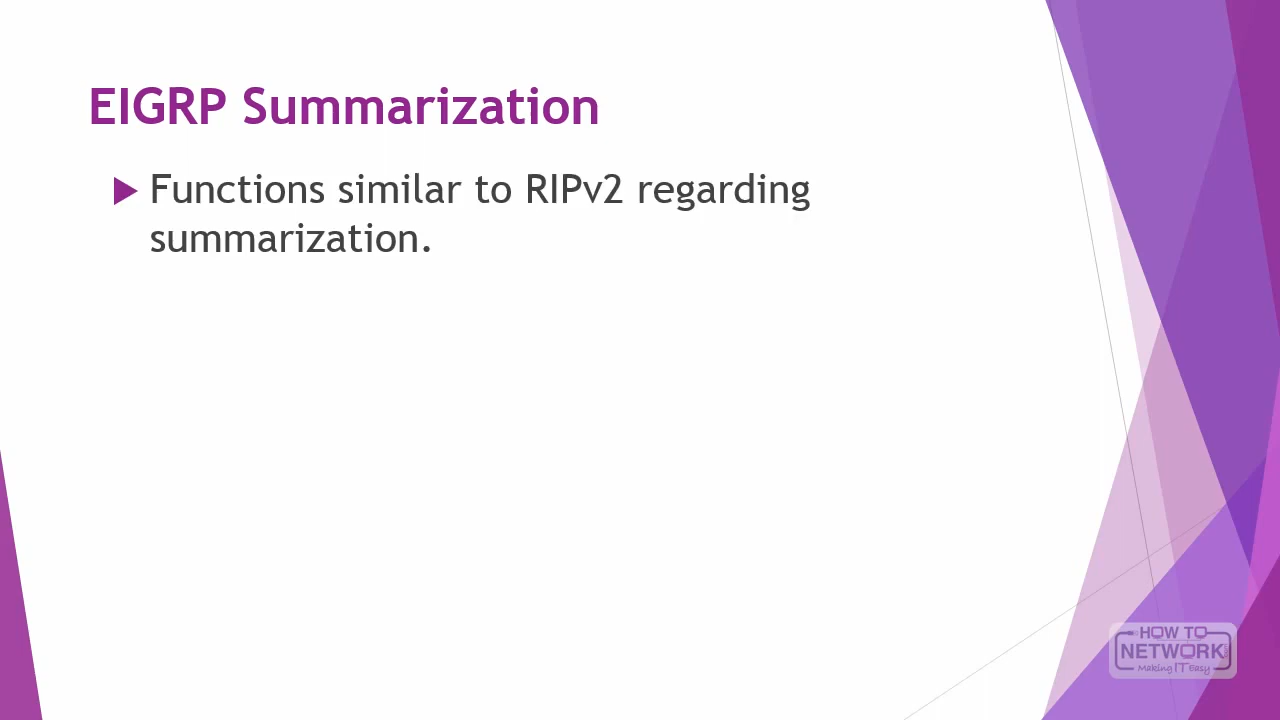 EIGRP Summarization
Functions similar to RIPv2 regarding
summarization.
HOW TO
NETWORK
Making IT Easy